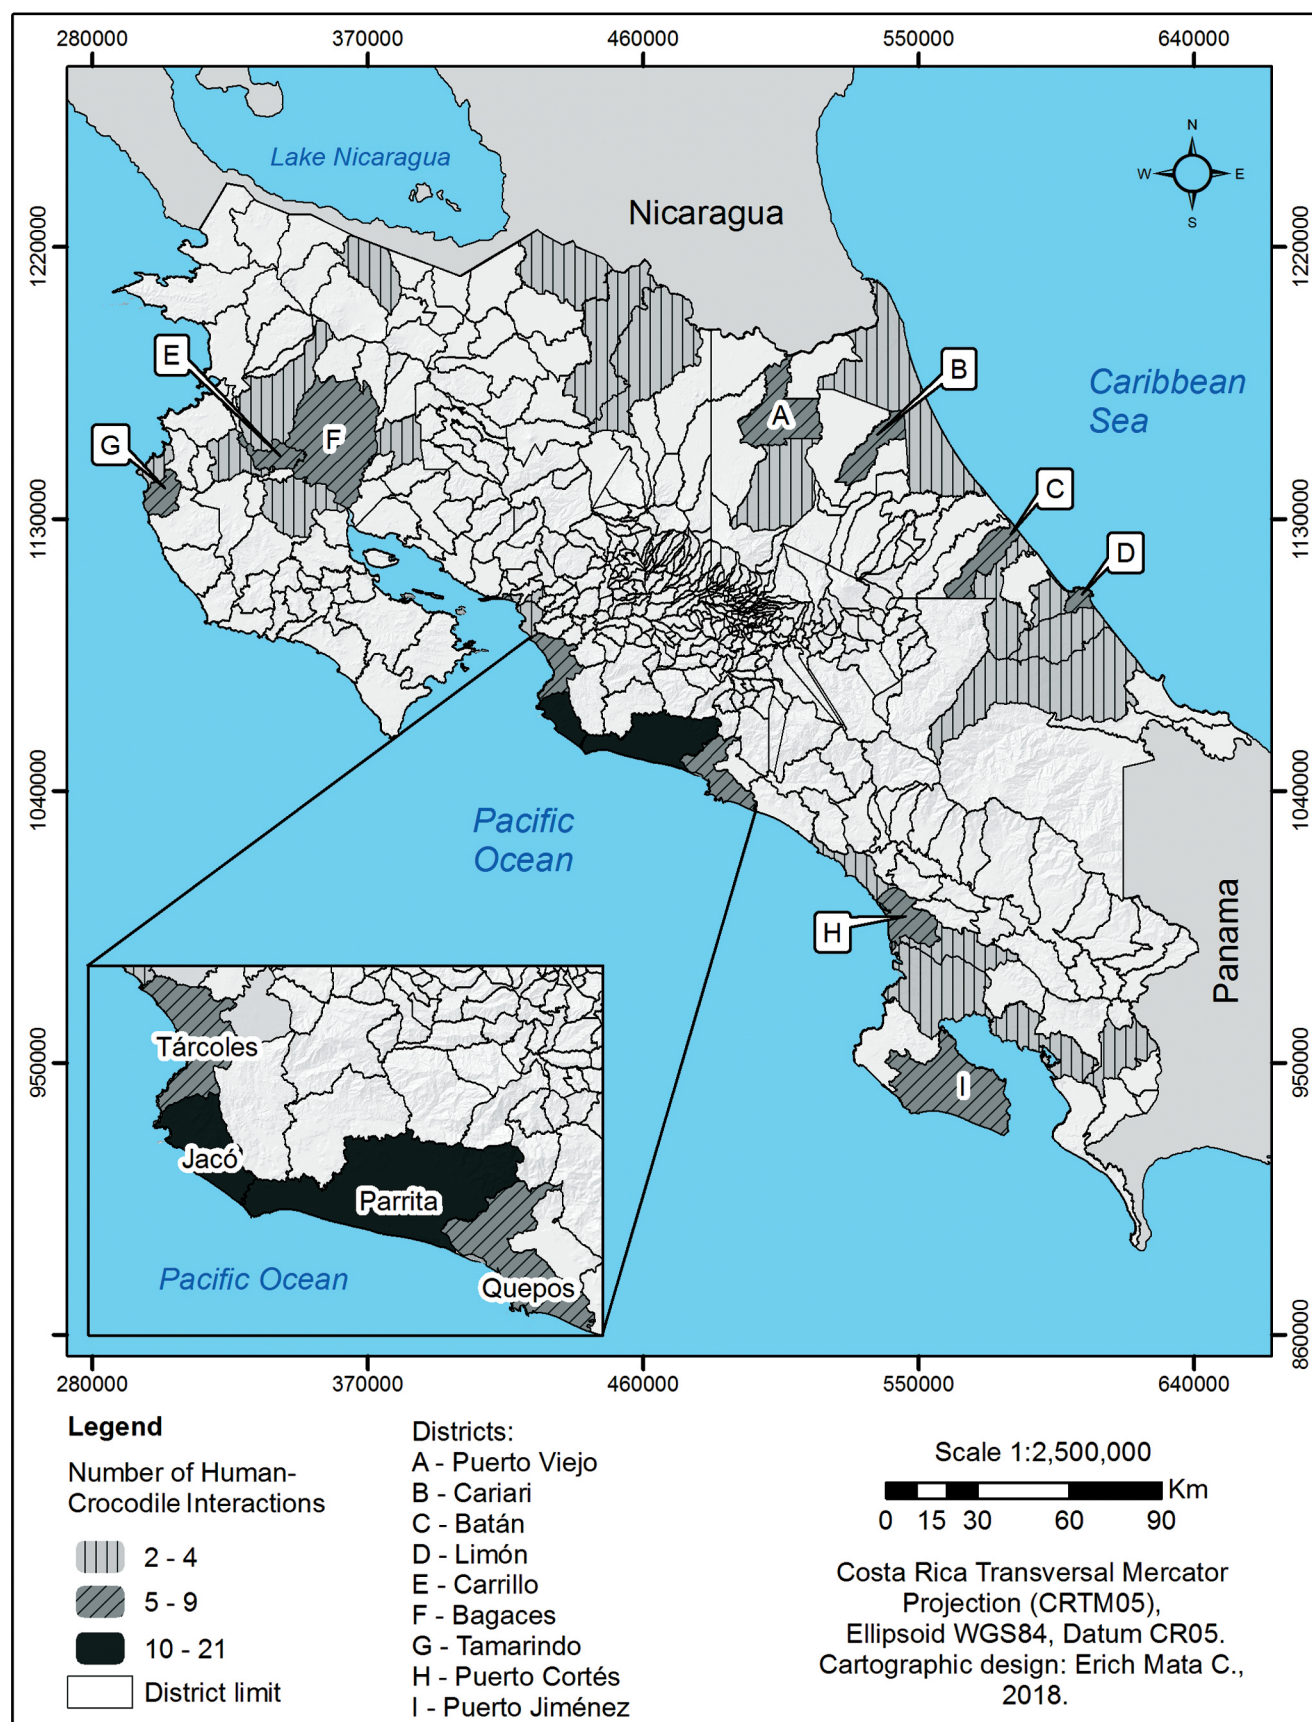 280000 370000 460000 550000 640000
N
W E
S
Lake Nicaragua
Nicaragua
1220000 1220000
E
B
Caribbean
Sea
A
F
G
C
1130000 1130000
D
1040000 1040000
Pacific
Ocean
H
Panama
Tárcoles
950000 950000
I
Jacó
Parrita
Pacific Ocean
Quepos
860000
280000 370000 460000 550000 640000
Legend
Number of Human-
Crocodile Interactions
2 - 4
5 - 9
10 - 21
District limit
Districts:
A - Puerto Viejo
B - Cariari
C - Batán
D - Limón
E - Carrillo
F - Bagaces
G - Tamarindo
H - Puerto Cortés
I - Puerto Jiménez
Scale 1:2,500,000
Km
0 15 30 60 90
Costa Rica Transversal Mercator
Projection (CRTM05),
Ellipsoid WGS84, Datum CR05.
Cartographic design: Erich Mata C.,
2018.